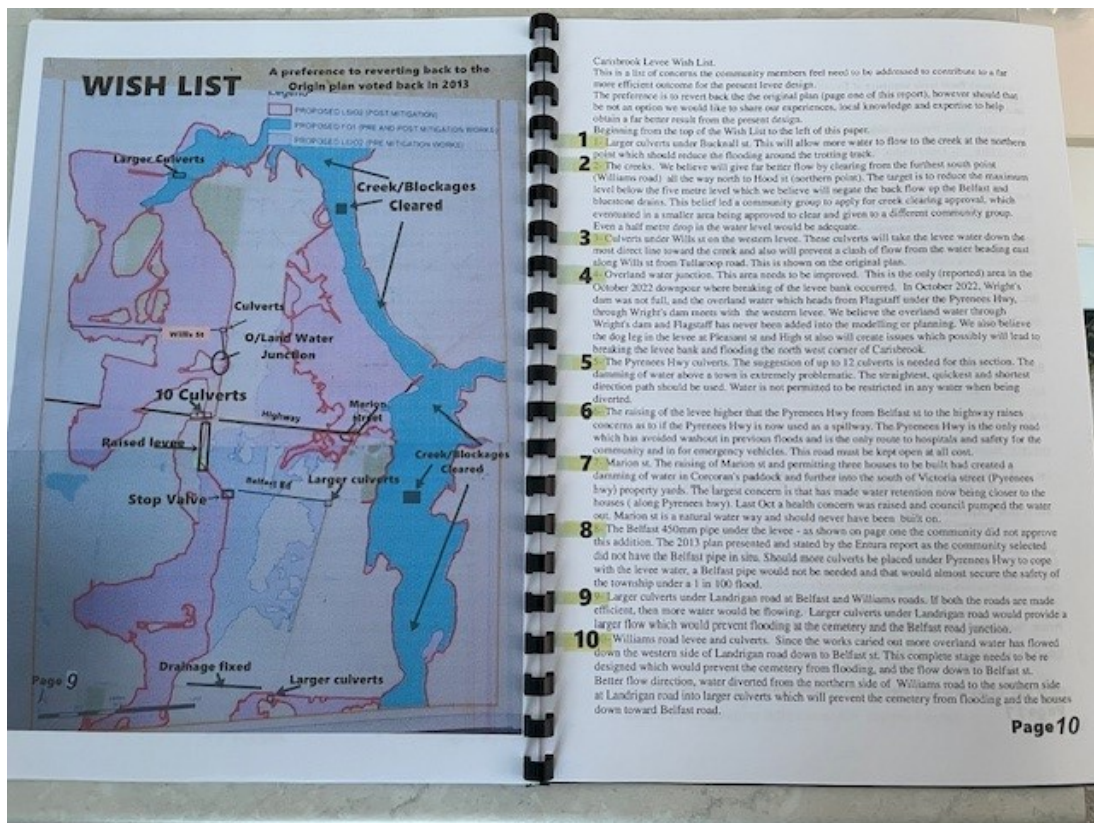 WISH LIST
A preference to reverting back to the
Origin plan voted back in 2013
Legend
PROPOSED LSIO2 (POST MITIGATION)
PROPOSED FO1 (PRE AND POST MITIGATION WORKS)
PROPOSED LSIO2 (PRE MITIGATION WORKS)
Larger Culverts
Creek/Blockages
Cleared
Culverts
Wills St
O/Land Water
Junction
10 Culverts
Highway
Marion
street
Raised levee
Creek/Blockages
Cleared
Belfast Rd
Larger culverts
Stop Valve
Drainage fixed
Larger culverts
Page 9
Carisbrook Levee Wish List.
This is a list of concerns the community members feel need to be addressed to contribute to a far
more efficient outcome for the present levee design.
The preference is to revert back the the original plan (page one of this report), however should that
be not an option we would like to share our experiences, local knowledge and expertise to help
obtain a far better result from the present design.
Beginning from the top of the Wish List to the left of this paper.
1 1- Larger culverts under Bucknall st. This will allow more water to flow to the creek at the northern
point which should reduce the flooding around the trotting track.
2 2- The creeks. We believe will give far better flow by clearing from the furthest south point
(Williams road) all the way north to Hood st (northern point). The target is to reduce the maximum
level below the five metre level which we believe will negate the back flow up the Belfast and
bluestone drains. This belief led a community group to apply for creek clearing approval, which
eventuated in a smaller area being approved to clear and given to a different community group.
Even a half metre drop in the water level would be adequate.
3 3- Culverts under Wills st on the western levee. These culverts will take the levee water down the
most direct line toward the creek and also will prevent a clash of flow from the water heading east
along Wills st from Tullaroop road. This is shown on the original plan.
4 4- Overland water junction. This area needs to be improved. This is the only (reported) area in the
October 2022 downpour where breaking of the levee bank occurred. In October 2022, Wright's
dam was not full, and the overland water which heads from Flagstaff under the Pyrenees Hwy,
through Wright's dam meets with the western levee. We believe the overland water through
Wright's dam and Flagstaff has never been added into the modelling or planning. We also believe
the dog leg in the levee at Pleasant st and High st also will create issues which possibly will lead to
breaking the levee bank and flooding the north west corner of Carisbrook.
5 5- The Pyrenees Hwy culverts. The suggestion of up to 12 culverts is needed for this section. The
damming of water above a town is extremely problematic. The straightest, quickest and shortest
direction path should be used. Water is not permitted to be restricted in any water when being
diverted.
6 6- The raising of the levee higher that the Pyrenees Hwy from Belfast st to the highway raises
concerns as to if the Pyrenees Hwy is now used as a spillway. The Pyrenees Hwy is the only road
which has avoided washout in previous floods and is the only route to hospitals and safety for the
community and in for emergency vehicles. This road must be kept open at all cost.
7 7- Marion st. The raising of Marion st and permitting three houses to be built had created a
damming of water in Corcoran's paddock and further into the south of Victoria street (Pyrenees
hwy) property yards. The largest concern is that has made water retention now being closer to the
houses ( along Pyrenees hwy). Last Oct a health concern was raised and council pumped the water
out. Marion st is a natural water way and should never have been built on.
8 8- The Belfast 450mm pipe under the levee - as shown on page one the community did not approve
this addition. The 2013 plan presented and stated by the Entura report as the community selected
did not have the Belfast pipe in situ. Should more culverts be placed under Pyrenees Hwy to cope
with the levee water, a Belfast pipe would not be needed and that would almost secure the safety of
the township under a 1 in 100 flood.
9 9- Larger culverts under Landrigan road at Belfast and Williams roads. If both the roads are made
efficient, then more water would be flowing. Larger culverts under Landrigan road would provide a
larger flow which would prevent flooding at the cemetery and the Belfast road junction.
10 Williams road levee and culverts. Since the works caried out more overland water has flowed
down the western side of Landrigan road down to Belfast st. This complete stage needs to be re
designed which would prevent the cemetery from flooding, and the flow down to Belfast st.
Better flow direction, water diverted from the northern side of Williams road to the southern side
at Landrigan road into larger culverts which will prevent the cemetery from flooding and the houses
down toward Belfast road.
Page 10